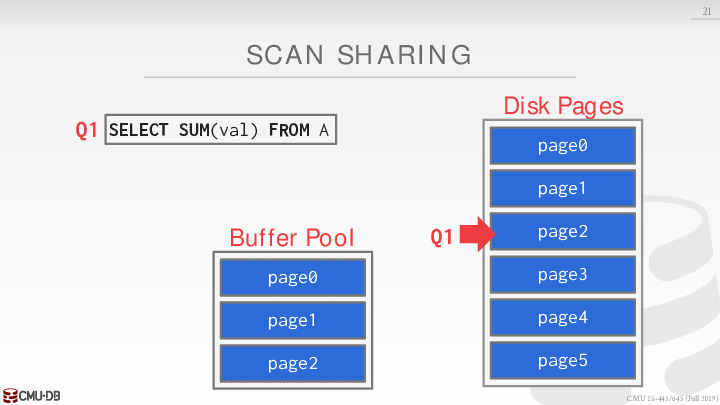 21
SCAN SHARING
Q1 SELECT SUM(val) FROM A
Disk Pages
page0
page1
Q1 page2
page3
page4
page5
Buffer Pool
page0
page1
page2
CMU·DB
CMU 15-445/645 (Fall 2019)